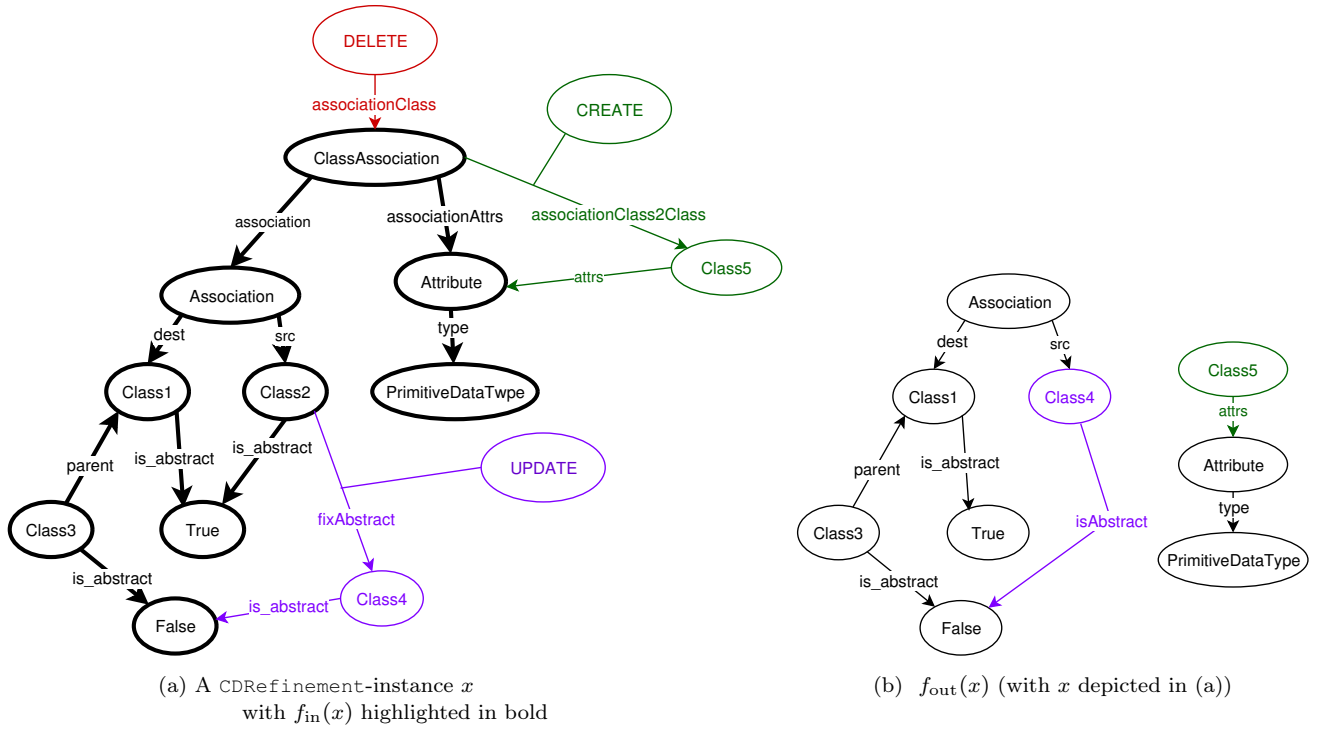 DELETE
associationClass
CREATE
ClassAssociation
associationAttrs
associationClass2Class
association
Class5
attrs
Attribute
Association
type
dest
src
Class1
Class2
PrimitiveDataTwpe
is_abstract
is_abstract
parent
UPDATE
fixAbstract
Class3
True
is_abstract
Class4
is_abstract
False
(a) A CDRefinement-instance x
with fin(x) highlighted in bold
Association
dest
src
Class5
Class1
Class4
attrs
Attribute
parent
is_abstract
type
isAbstract
Class3
True
PrimitiveDataType
is_abstract
False
(b) fout(x) (with x depicted in (a))